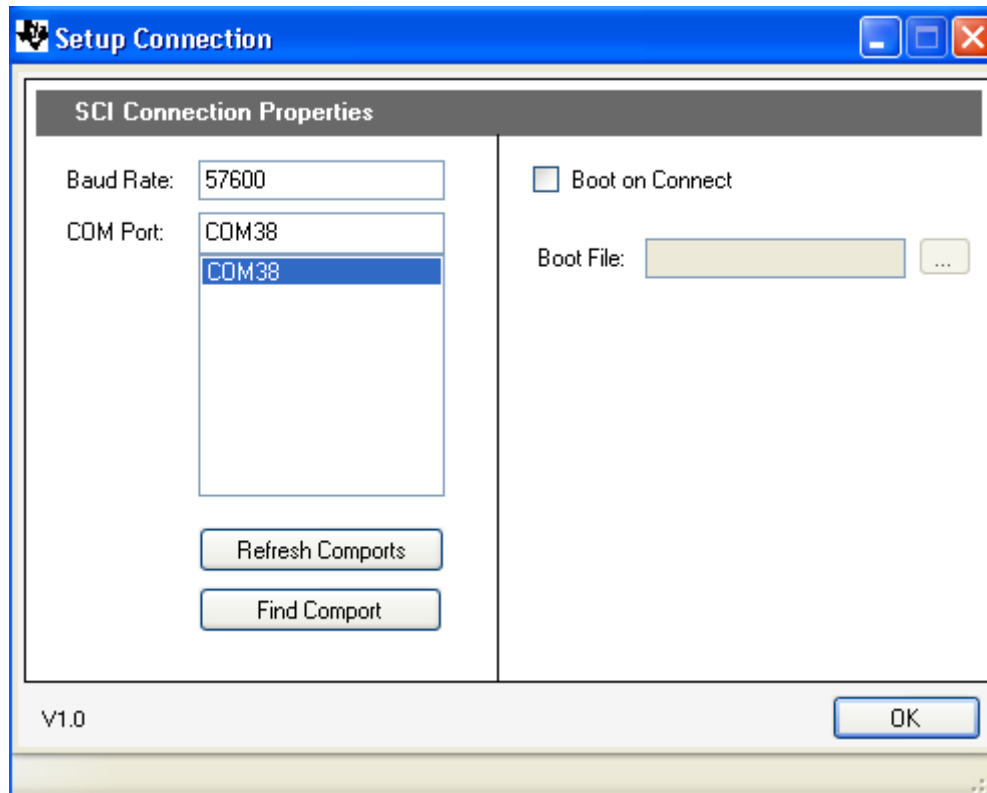 Setup Connection
SCI Connection Properties
Baud Rate: 57600
COM Port: COM38
COM38
Refresh Comports
Find Comport
Boot on Connect
Boot File: ...
V1.0
OK